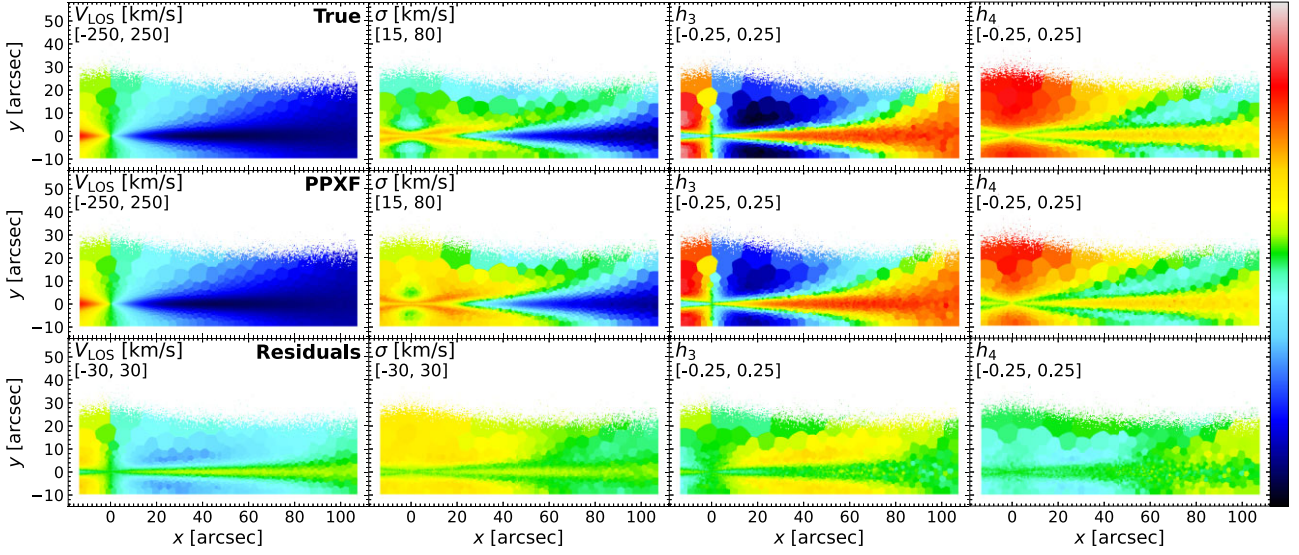 V_LOS [km/s] True σ [km/s] h_3 h_4
[-250, 250] [15, 80] [-0.25, 0.25] [-0.25, 0.25]
50
40
30
20
10
0
−10
y [arcsec]
V_LOS [km/s] PPXF σ [km/s] h_3 h_4
[-250, 250] [15, 80] [-0.25, 0.25] [-0.25, 0.25]
50
40
30
20
10
0
−10
y [arcsec]
V_LOS [km/s] Residuals σ [km/s] h_3 h_4
[-30, 30] [-30, 30] [-0.25, 0.25] [-0.25, 0.25]
50
40
30
20
10
0
−10
y [arcsec]
0 20 40 60 80 100 0 20 40 60 80 100 0 20 40 60 80 100 0 20 40 60 80 100
x [arcsec] x [arcsec] x [arcsec] x [arcsec]